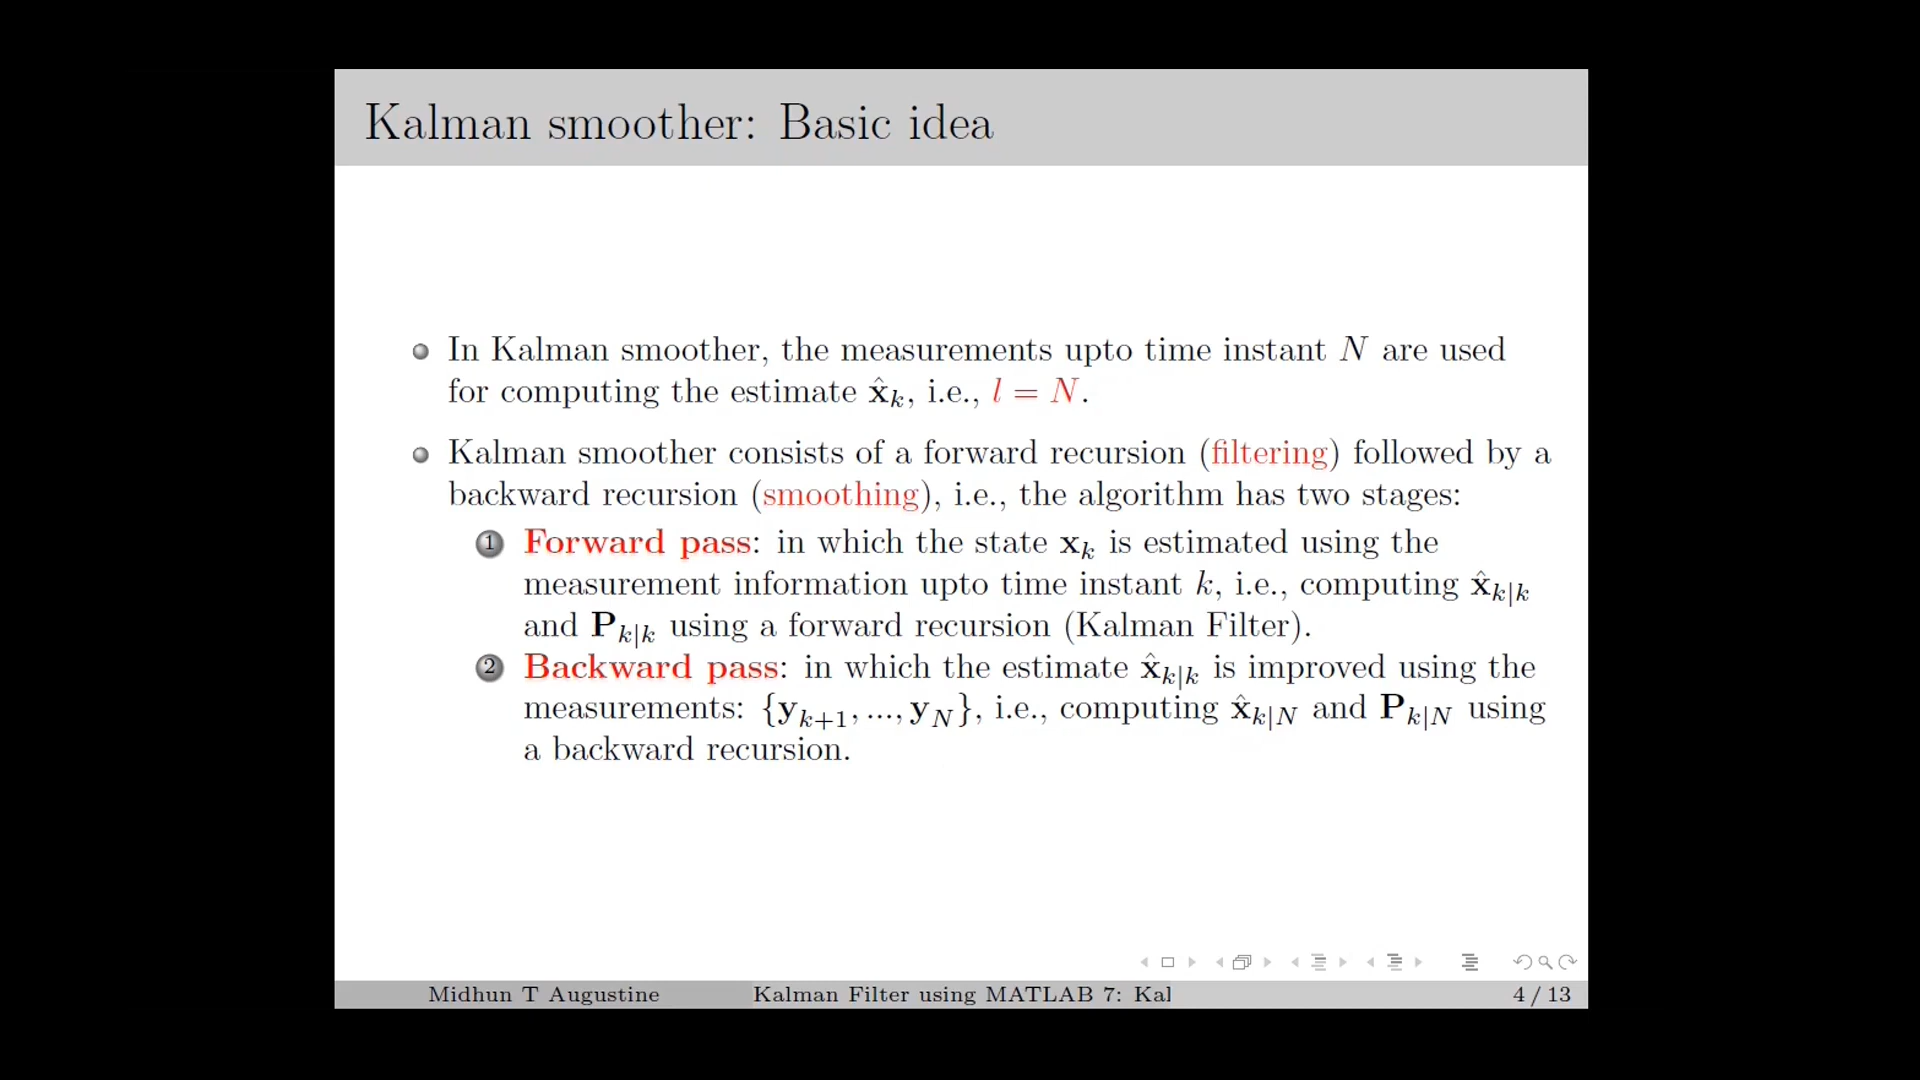 Kalman smoother: Basic idea
In Kalman smoother, the measurements upto time instant N are used
for computing the estimate x̂ₖ, i.e., l = N.
Kalman smoother consists of a forward recursion (filtering) followed by a
backward recursion (smoothing), i.e., the algorithm has two stages:
1 Forward pass: in which the state xₖ is estimated using the
measurement information upto time instant k, i.e., computing x̂_{k|k}
and P_{k|k} using a forward recursion (Kalman Filter).
2 Backward pass: in which the estimate x̂_{k|k} is improved using the
measurements: {y_{k+1}, ..., y_N}, i.e., computing x̂_{k|N} and P_{k|N} using
a backward recursion.
Midhun T Augustine Kalman Filter using MATLAB 7: Kal 4 / 13